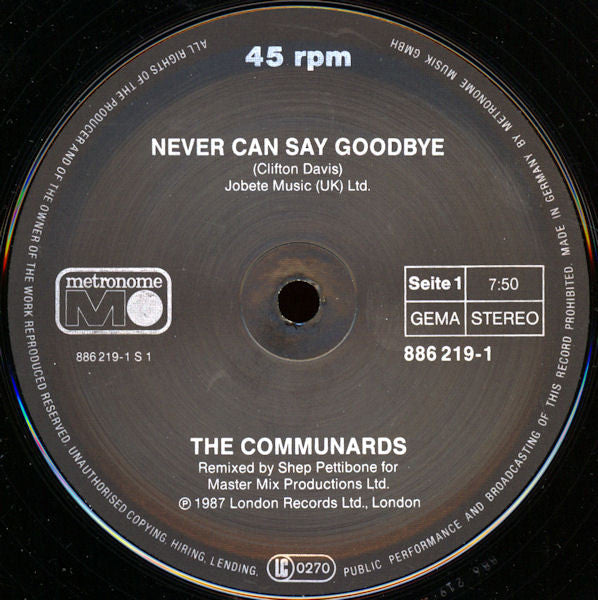 45 rpm
NEVER CAN SAY GOODBYE
(Clifton Davis)
Jobete Music (UK) Ltd.
metronome
M
886 219-1 S 1
Seite 1
7:50
GEMA
STEREO
886 219-1
THE COMMUNARDS
Remixed by Shep Pettibone for
Master Mix Productions Ltd.
℗ 1987 London Records Ltd., London
ALL RIGHTS OF THE PRODUCER AND OF THE OWNER OF THE WORK REPRODUCED RESERVED. UNAUTHORISED COPYING, HIRING, LENDING, PUBLIC PERFORMANCE AND BROADCASTING OF THIS RECORD PROHIBITED. MADE IN GERMANY BY METRONOME MUSIK GMBH
LC 0270